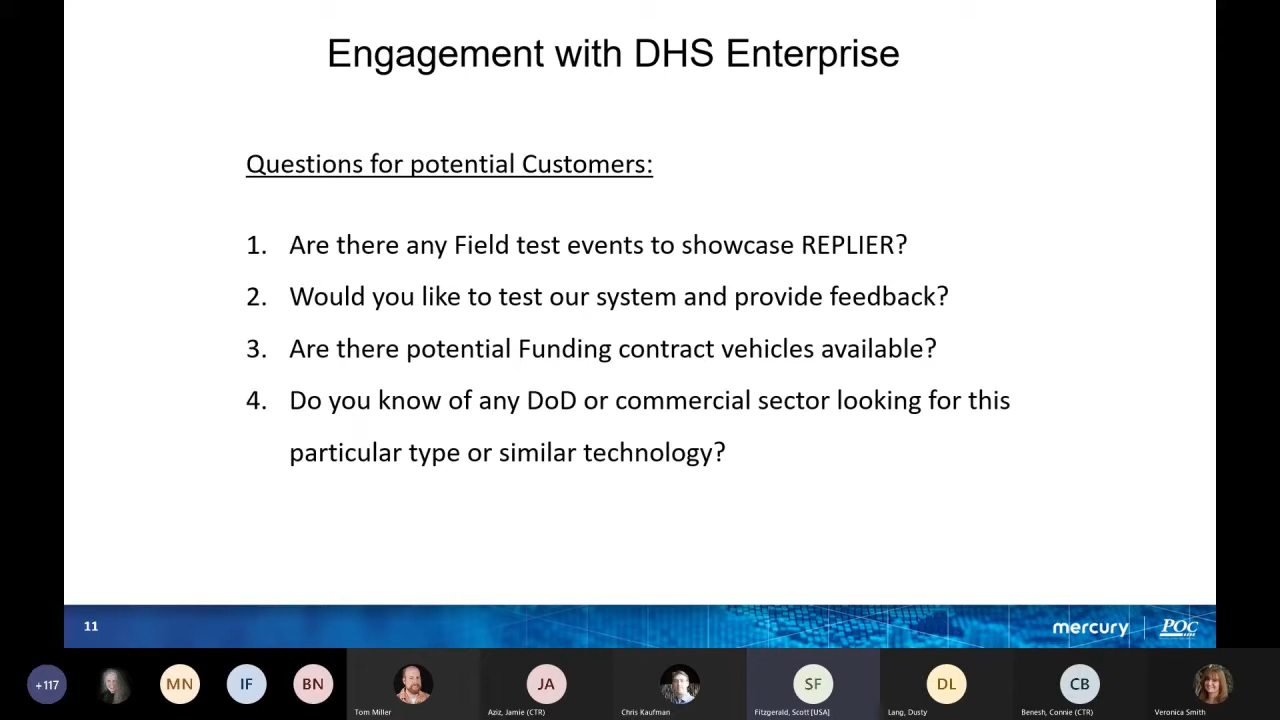 Engagement with DHS Enterprise
Questions for potential Customers:
1. Are there any Field test events to showcase REPLIER?
2. Would you like to test our system and provide feedback?
3. Are there potential Funding contract vehicles available?
4. Do you know of any DoD or commercial sector looking for this
particular type or similar technology?
11
mercury
POC
+117
MN
IF
BN
JA
SF
DL
CB
Tom Miller
Aziz, Jamie (CTR)
Chris Kaufman
Fitzgerald, Scott [USA]
Lang, Dusty
Benesh, Connie (CTR)
Veronica Smith